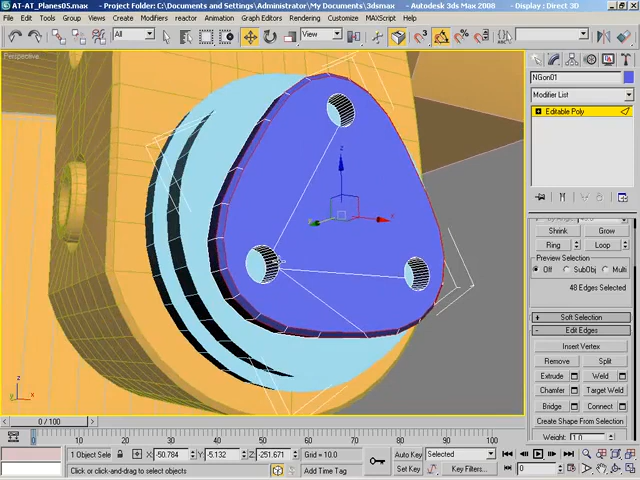 AT-AT_Planes05.max - Project Folder: C:\Documents and Settings\Administrator\My Documents\3dsmax - Autodesk 3ds Max 2008 - Display : Direct 3D
File Edit Tools Group Views Create Modifiers reactor Animation Graph Editors Rendering Customize MAXScript Help
All View
Perspective
NGon01
Modifier List
Editable Poly
Shrink Grow
Ring Loop
Preview Selection
Off SubObj Multi
48 Edges Selected
+ Soft Selection
- Edit Edges
Insert Vertex
Remove Split
Extrude Weld
Chamfer Target Weld
Bridge Connect
Create Shape From Selection
Weight: 1.0
z
x
y
z
x
0 / 100
0 10 20 30 40 50 60 70 80 90 100
1 Object Sele X: -50.784 Y: -5.132 Z: -251.671 Grid = 10.0 Auto Key Selected
Click or click-and-drag to select objects Add Time Tag Set Key Key Filters... 0